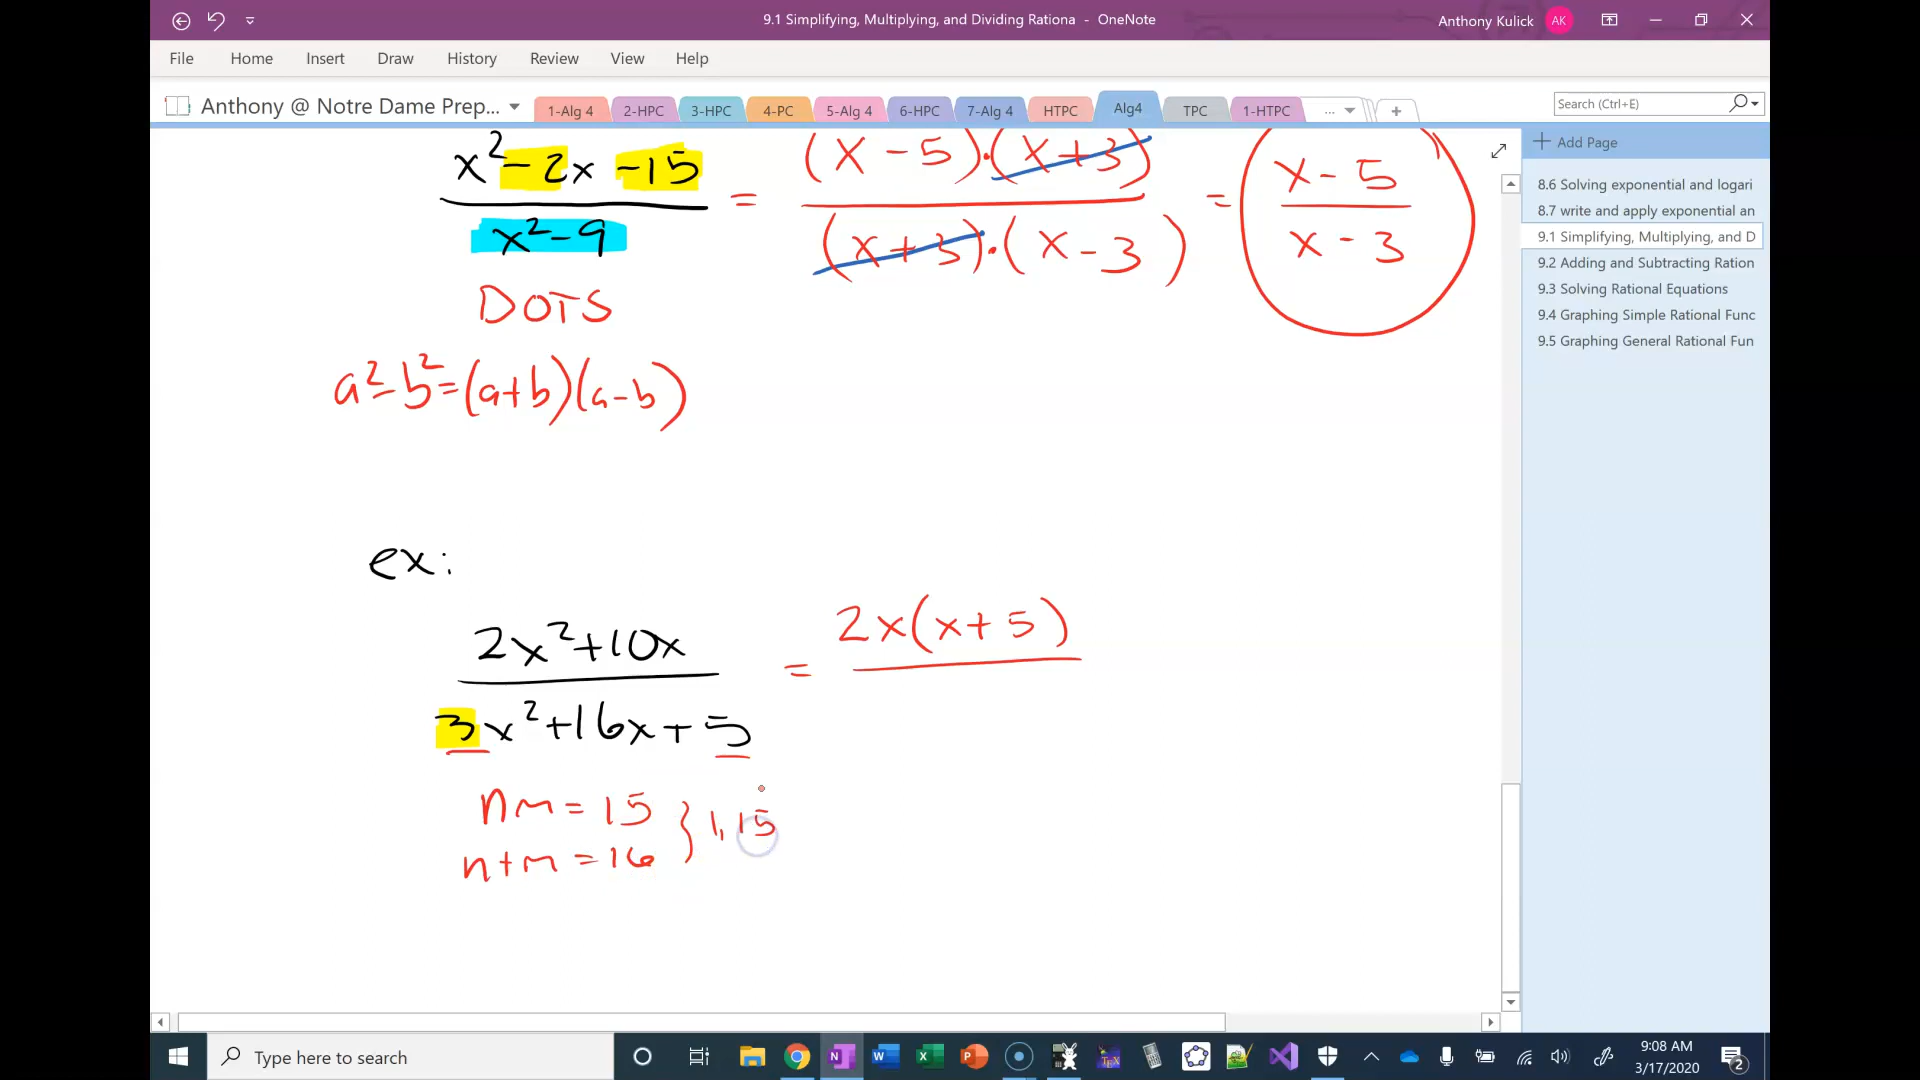 9.1 Simplifying, Multiplying, and Dividing Rationa - OneNote
Anthony Kulick AK
File Home Insert Draw History Review View Help
Anthony @ Notre Dame Prep...
1-Alg 4 2-HPC 3-HPC 4-PC 5-Alg 4 6-HPC 7-Alg 4 HTPC Alg4 TPC 1-HTPC ... +
Search (Ctrl+E)
Add Page
8.6 Solving exponential and logari
8.7 write and apply exponential an
9.1 Simplifying, Multiplying, and D
9.2 Adding and Subtracting Ration
9.3 Solving Rational Equations
9.4 Graphing Simple Rational Func
9.5 Graphing General Rational Fun
x²-2x-15 = (x-5)·(x+3) = x-5
x²-9 (x+3)·(x-3) x-3
DOTS
a²-b²=(a+b)(a-b)
ex:
2x²+10x = 2x(x+5)
3x²+16x+5
nm=15 } 1,15
n+m=16
Type here to search
9:08 AM
3/17/2020
2